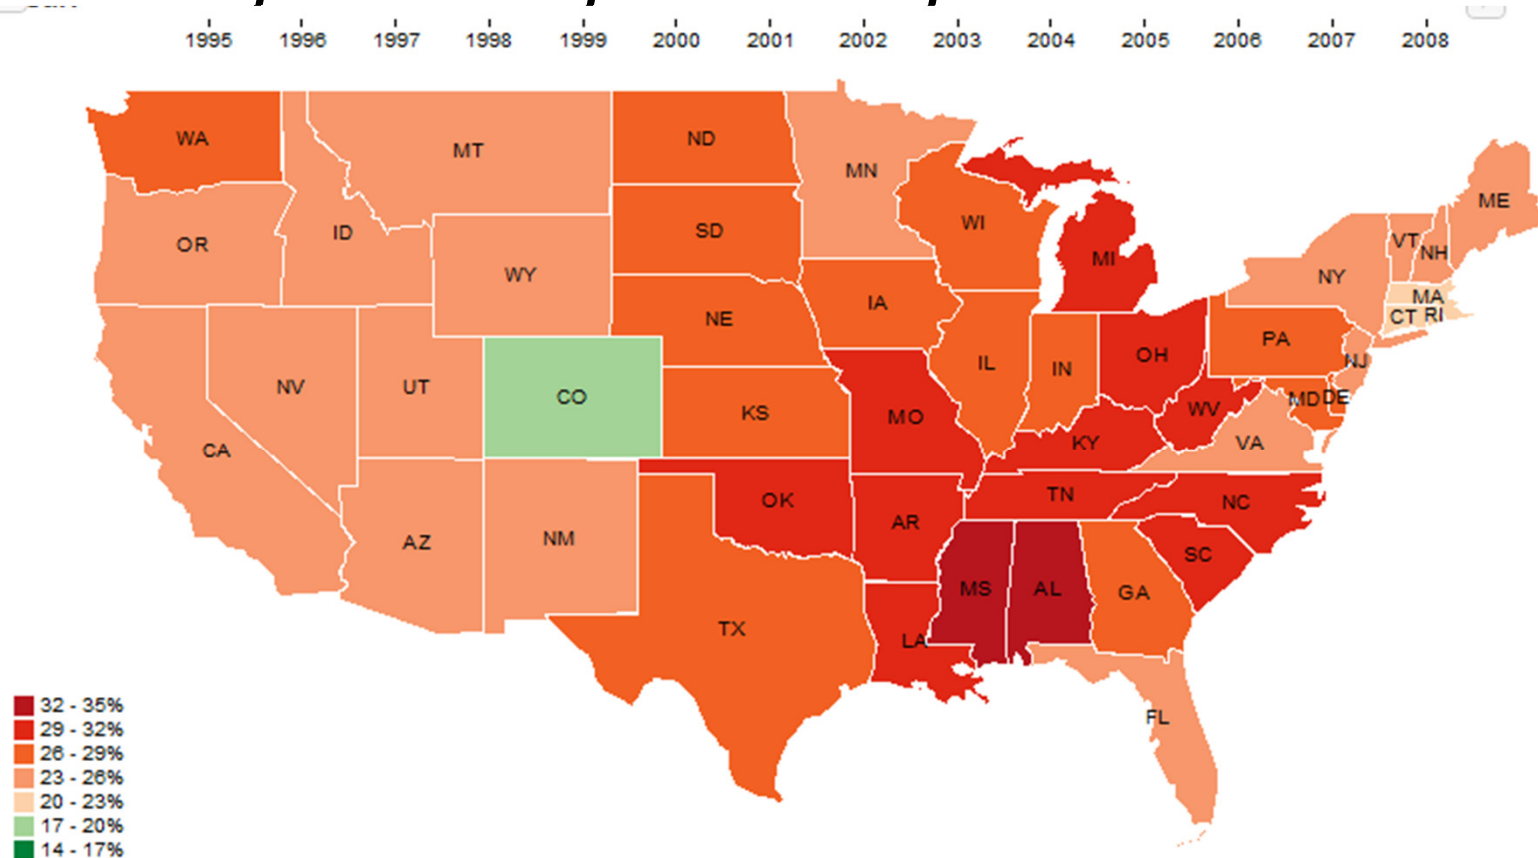 1995 1996 1997 1998 1999 2000 2001 2002 2003 2004 2005 2006 2007 2008
WA MT ND MN ME
OR ID WY SD WI MI VT NH
NY
NE IA MA
CT RI
NV UT CO KS IL IN OH PA NJ
MO WV MD DE
CA KY VA
AZ NM OK AR TN NC
SC
TX MS AL GA
LA
FL
32 - 35%
29 - 32%
26 - 29%
23 - 26%
20 - 23%
17 - 20%
14 - 17%